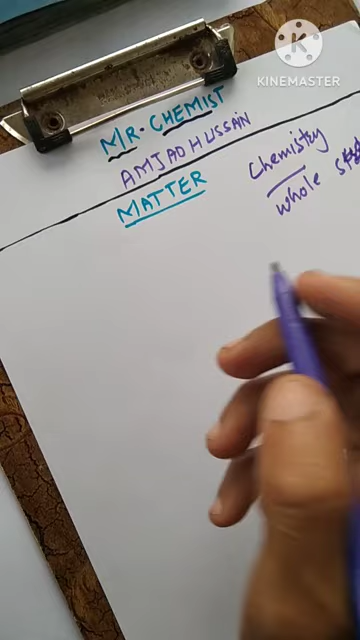 KINEMASTER
MR. CHEMIST
AMJAD HUSSAIN
MATTER
Chemistry
whole